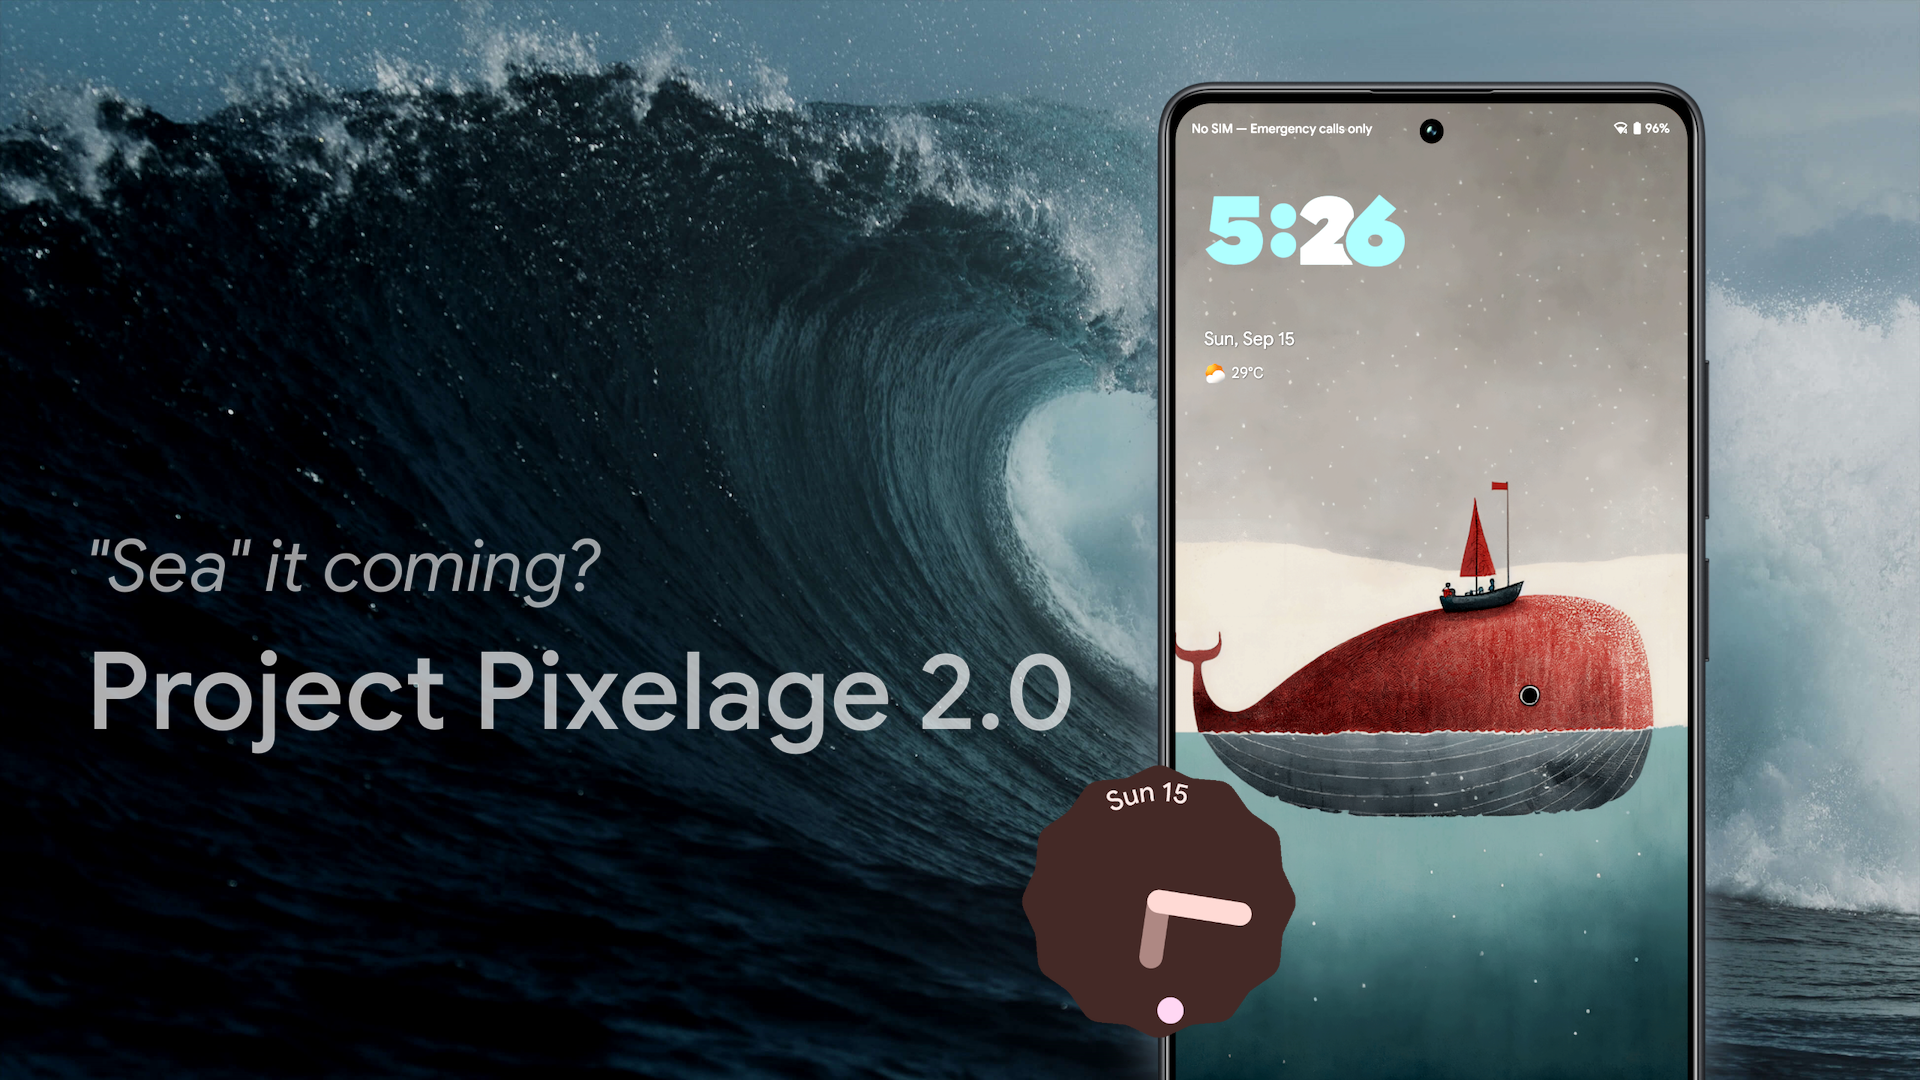 "Sea" it coming?
Project Pixelage 2.0
No SIM — Emergency calls only
96%
5:26
Sun, Sep 15
29°C
Sun 15